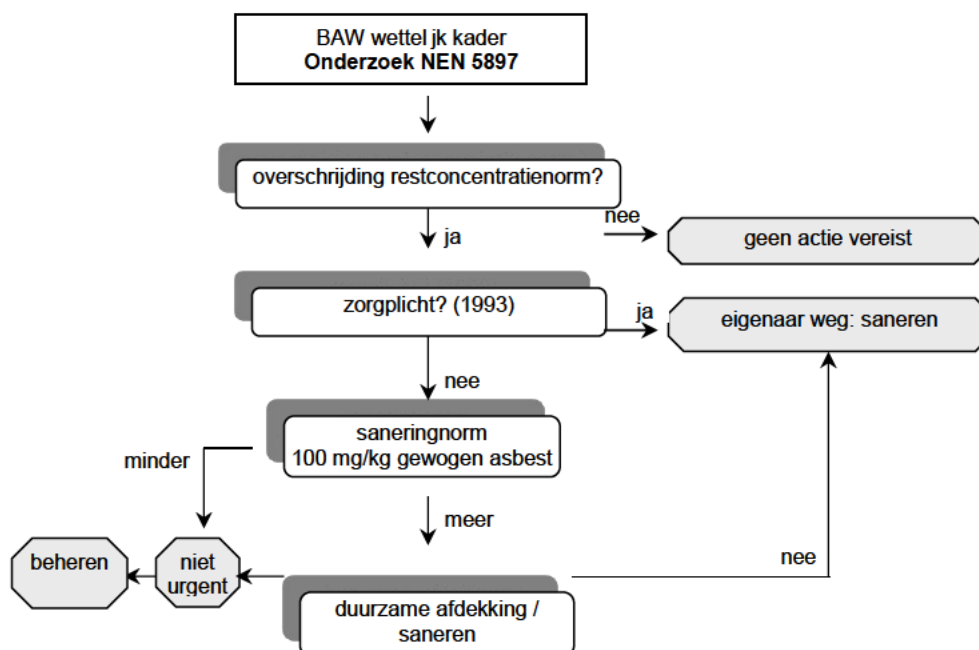 BAW wettel jk kader
Onderzoek NEN 5897
overschrijding restconcentratienorm?
nee
ja
geen actie vereist
zorgplicht? (1993)
ja
eigenaar weg: saneren
nee
saneringnorm
100 mg/kg gewogen asbest
minder
meer
beheren
niet
urgent
nee
duurzame afdekking /
saneren